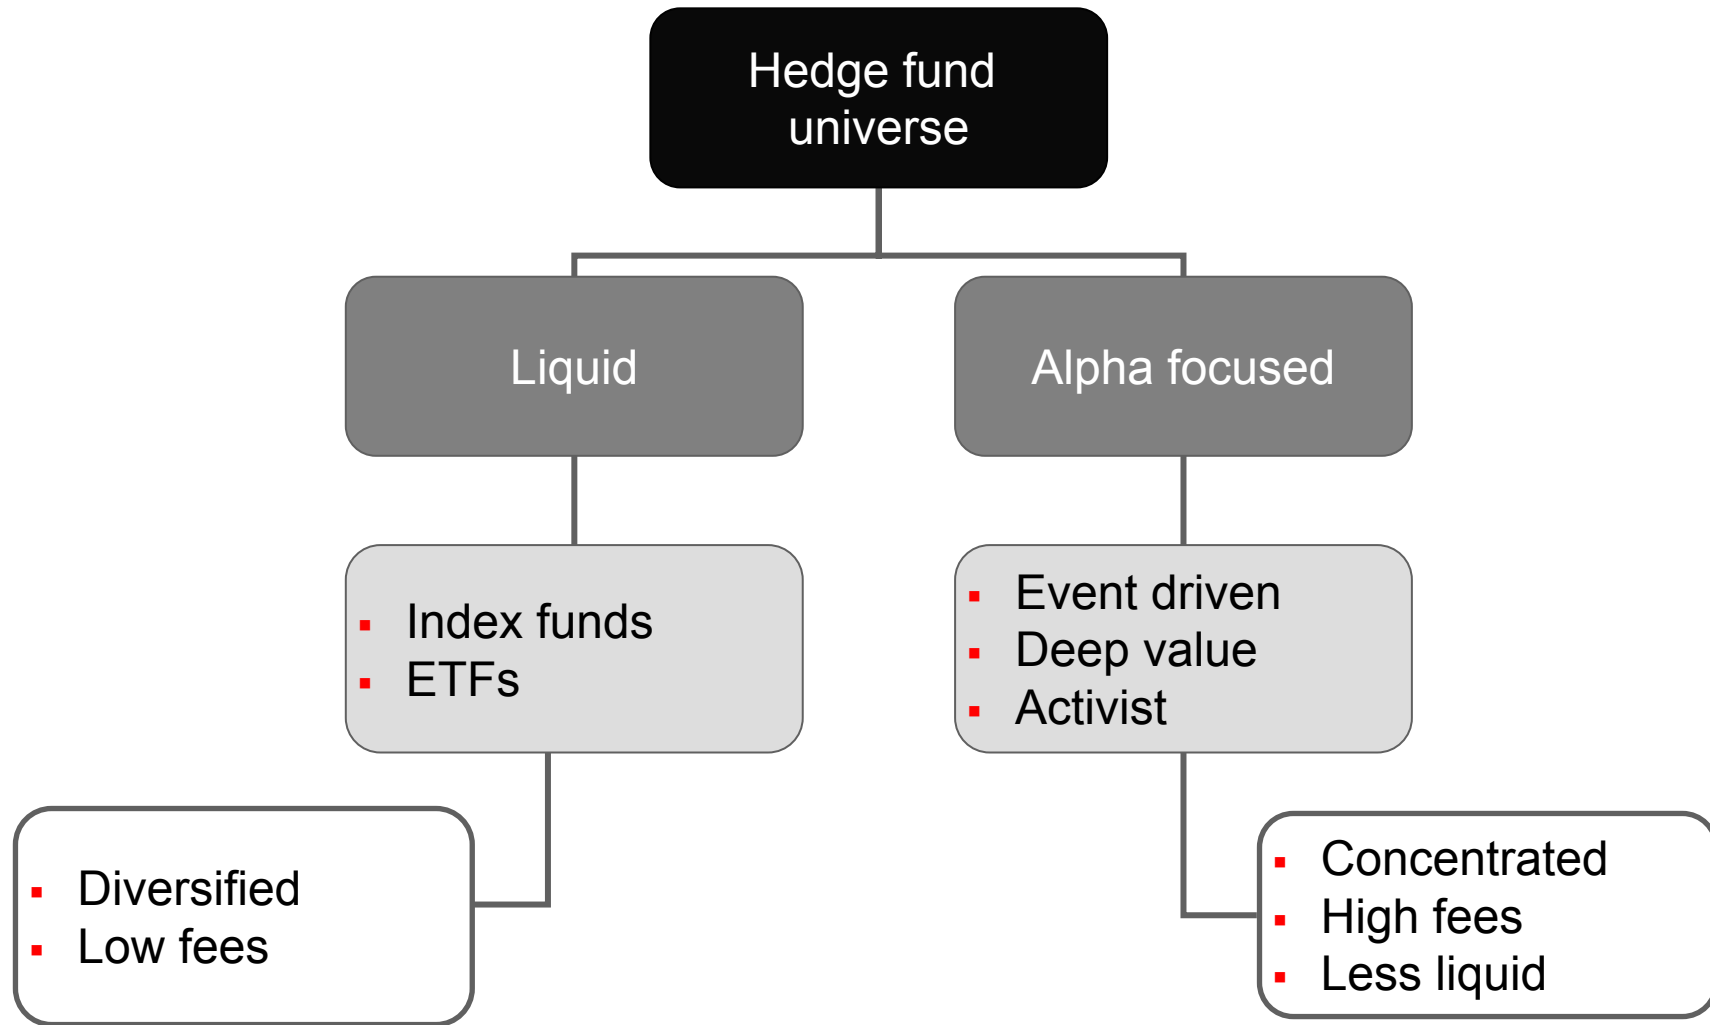 Hedge fund
universe
Liquid
Alpha focused
▪ Index funds
▪ ETFs
▪ Event driven
▪ Deep value
▪ Activist
▪ Diversified
▪ Low fees
▪ Concentrated
▪ High fees
▪ Less liquid